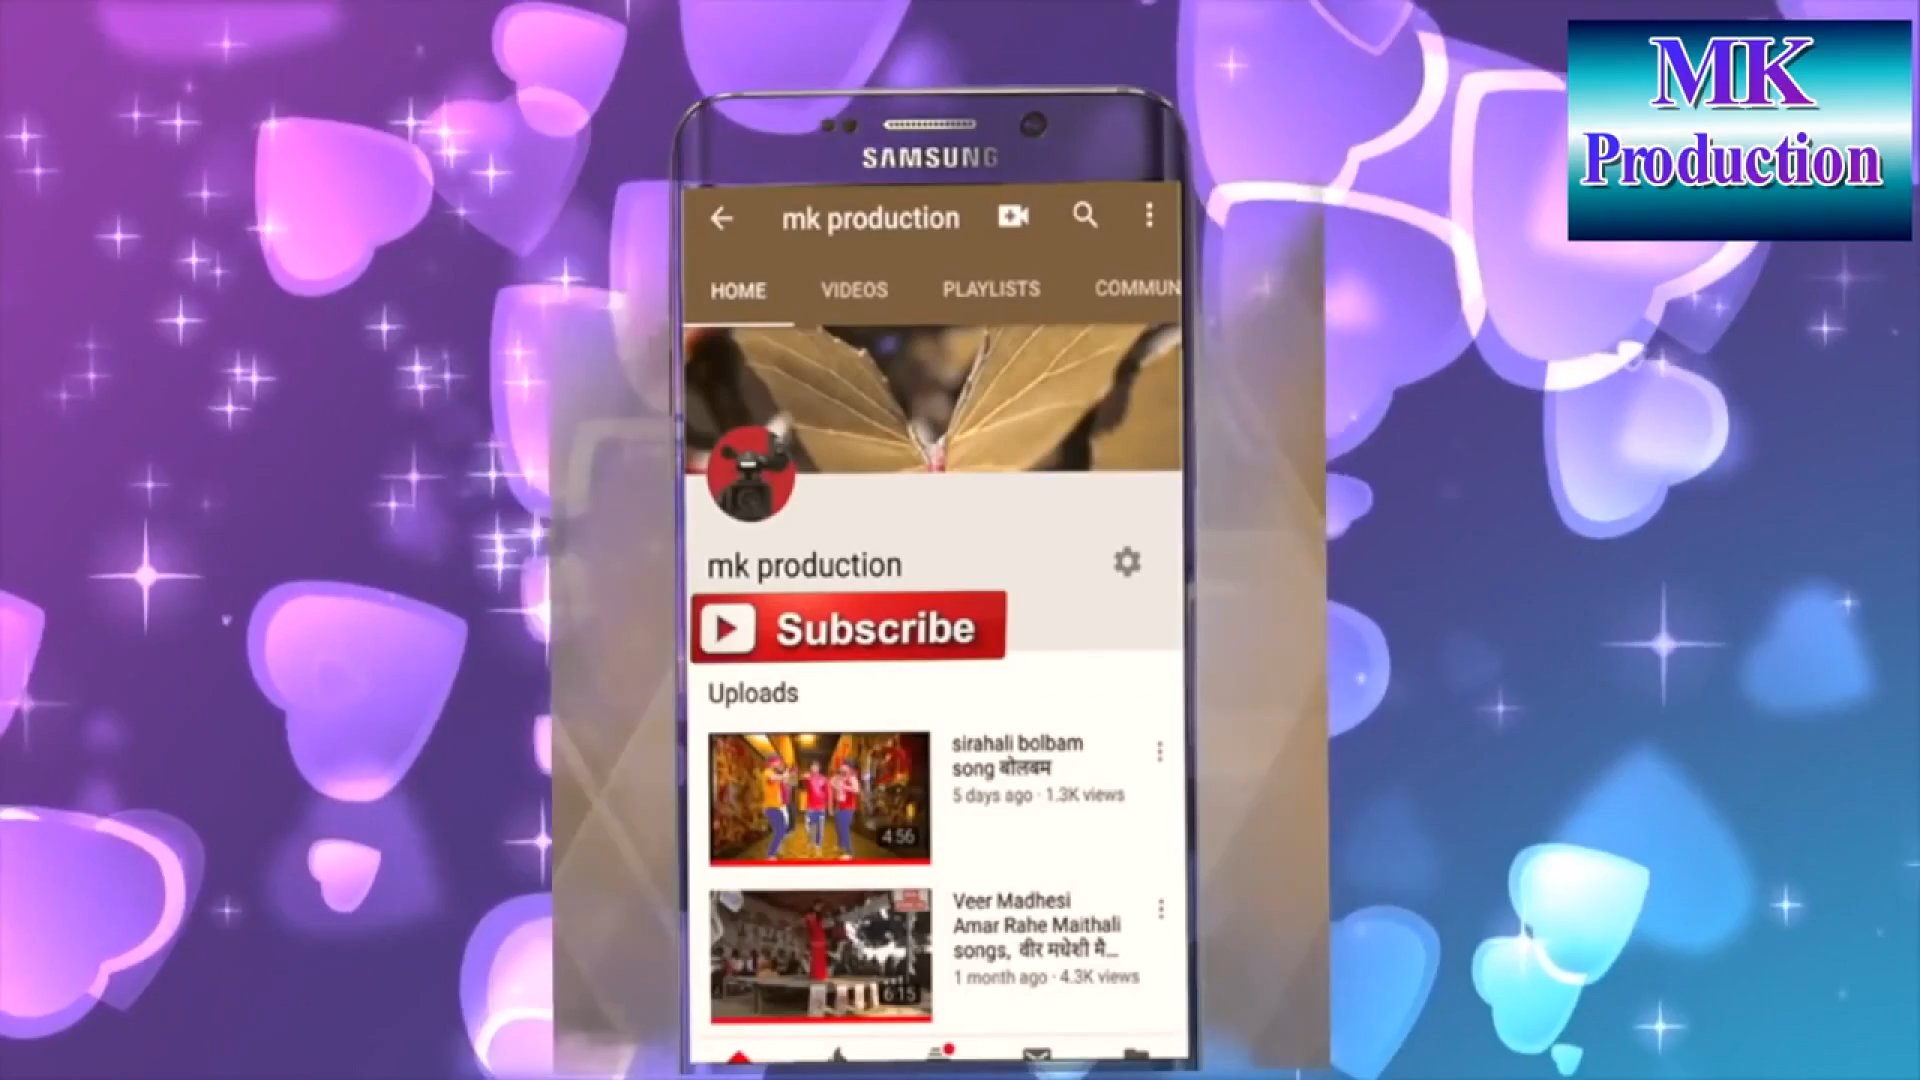 MK
Production
SAMSUNG
mk production
HOME VIDEOS PLAYLISTS COMMUN
mk production
Subscribe
Uploads
sirahali bolbam
song बोलबम
5 days ago · 1.3K views
4:56
Veer Madhesi
Amar Rahe Maithali
songs, वीर मधेशी मै...
1 month ago · 4.3K views
6:15